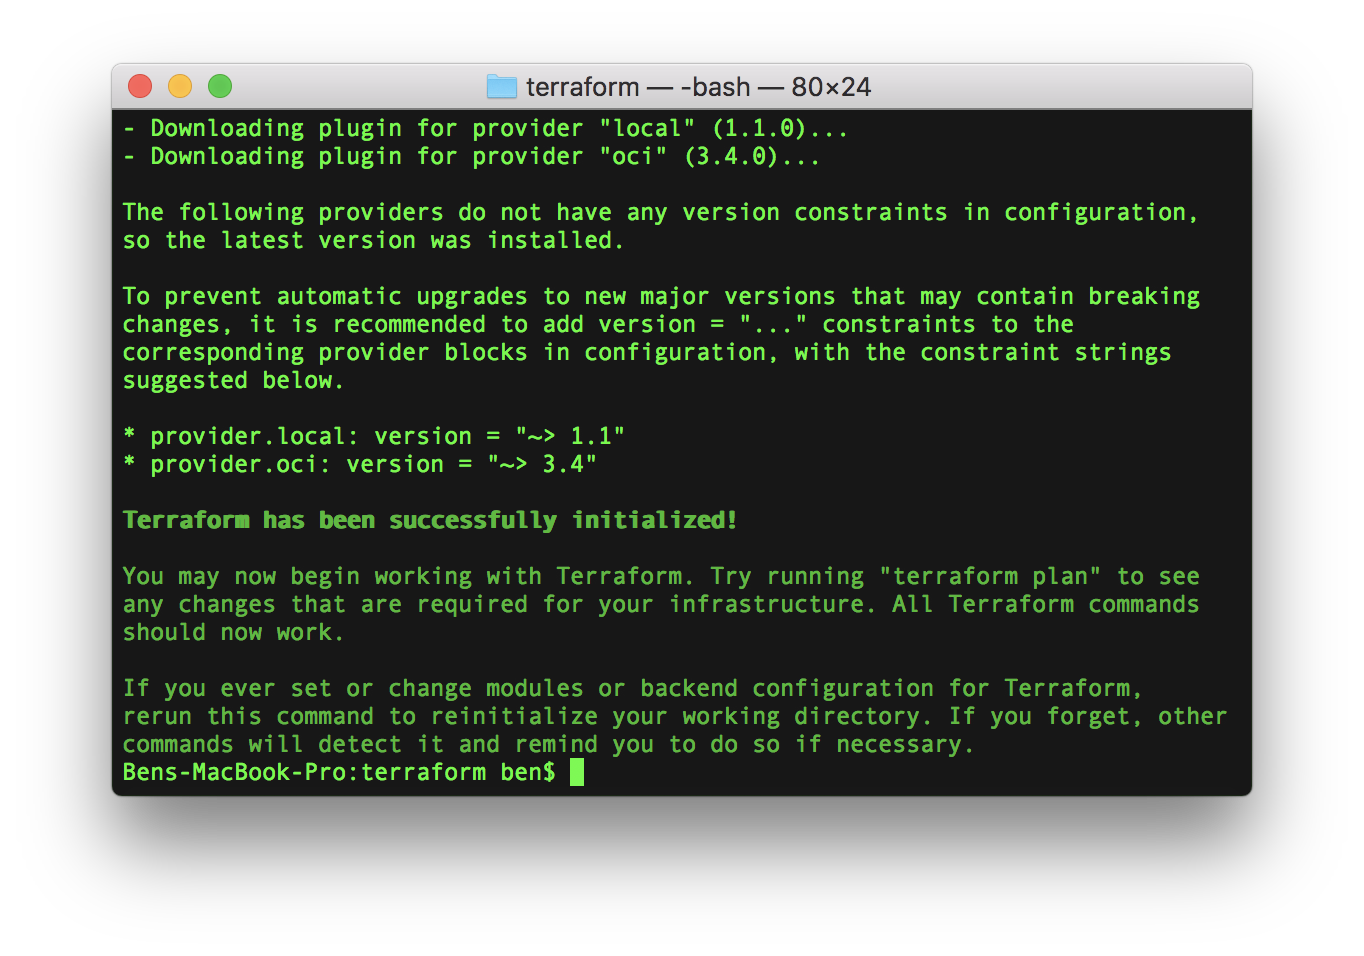 terraform — -bash — 80×24
- Downloading plugin for provider "local" (1.1.0)...
- Downloading plugin for provider "oci" (3.4.0)...
The following providers do not have any version constraints in configuration,
so the latest version was installed.
To prevent automatic upgrades to new major versions that may contain breaking
changes, it is recommended to add version = "..." constraints to the
corresponding provider blocks in configuration, with the constraint strings
suggested below.
* provider.local: version = "~> 1.1"
* provider.oci: version = "~> 3.4"
Terraform has been successfully initialized!
You may now begin working with Terraform. Try running "terraform plan" to see
any changes that are required for your infrastructure. All Terraform commands
should now work.
If you ever set or change modules or backend configuration for Terraform,
rerun this command to reinitialize your working directory. If you forget, other
commands will detect it and remind you to do so if necessary.
Bens-MacBook-Pro:terraform ben$